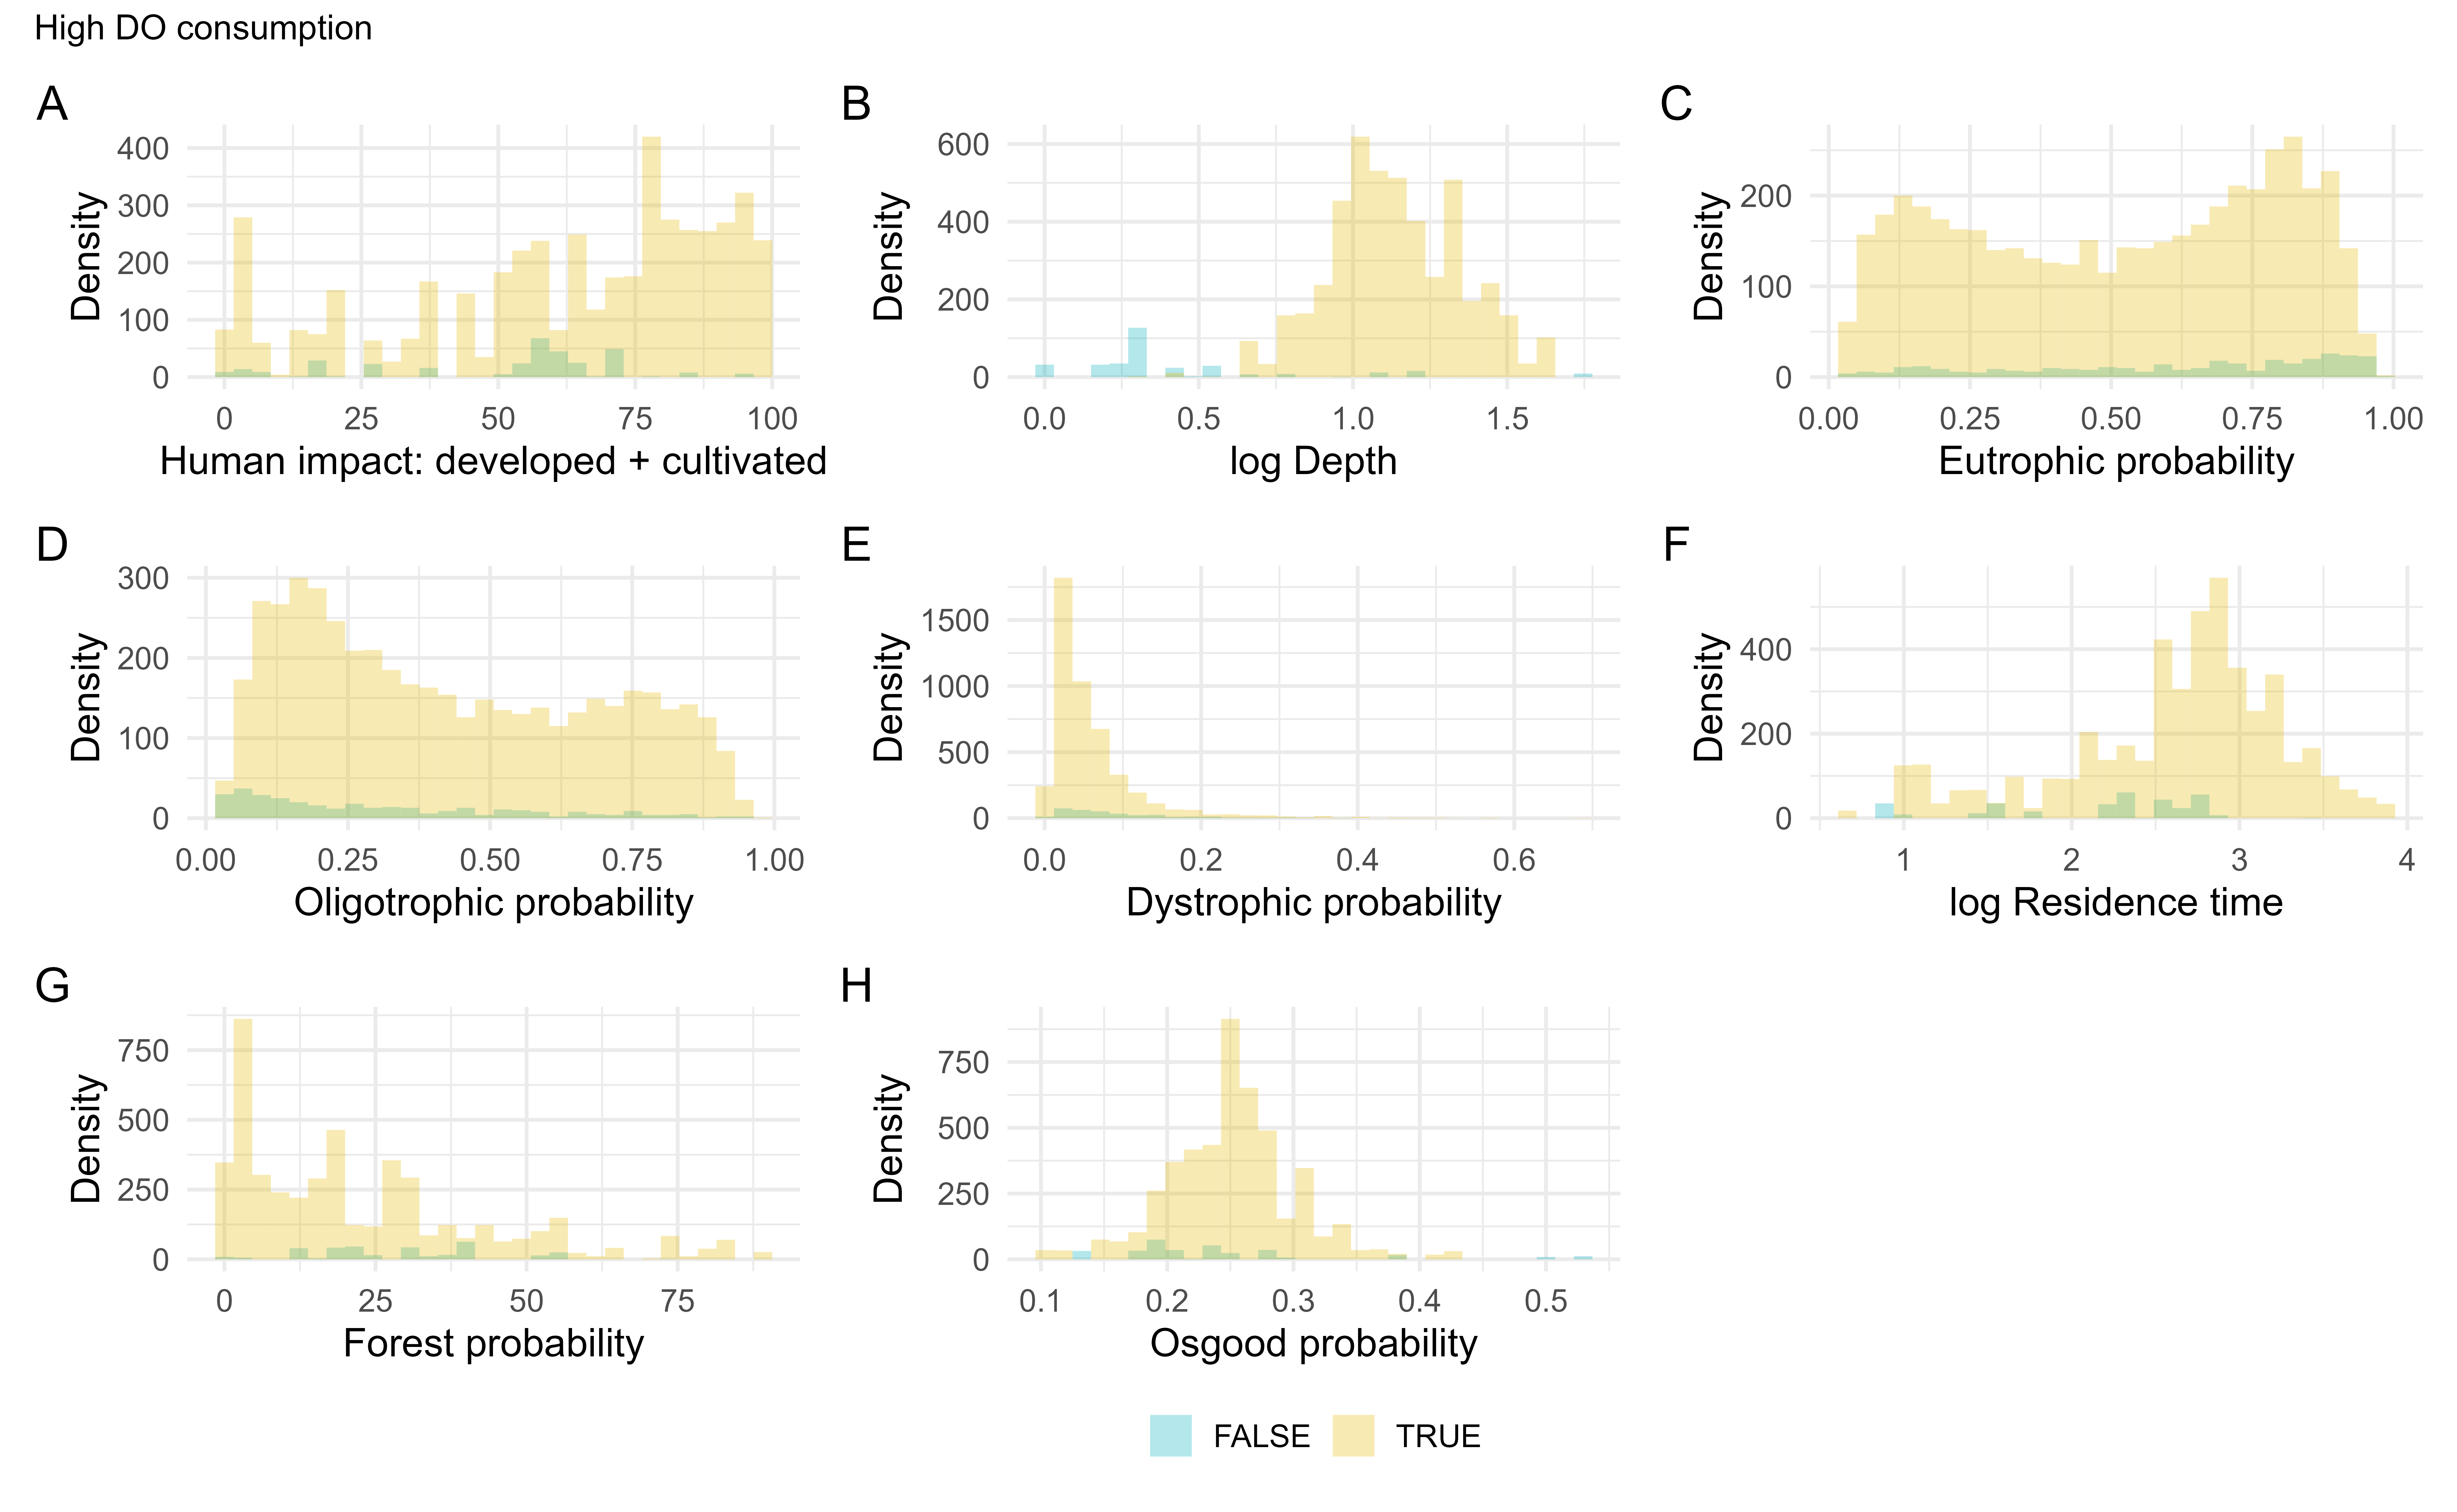 High DO consumption
A
B
C
Density
400
300
200
100
0
0 25 50 75 100
Human impact: developed + cultivated
Density
600
400
200
0
0.0 0.5 1.0 1.5
log Depth
Density
200
100
0
0.00 0.25 0.50 0.75 1.00
Eutrophic probability
D
E
F
Density
300
200
100
0
0.00 0.25 0.50 0.75 1.00
Oligotrophic probability
Density
1500
1000
500
0
0.0 0.2 0.4 0.6
Dystrophic probability
Density
400
200
0
1 2 3 4
log Residence time
G
H
Density
750
500
250
0
0 25 50 75
Forest probability
Density
750
500
250
0
0.1 0.2 0.3 0.4 0.5
Osgood probability
FALSE TRUE